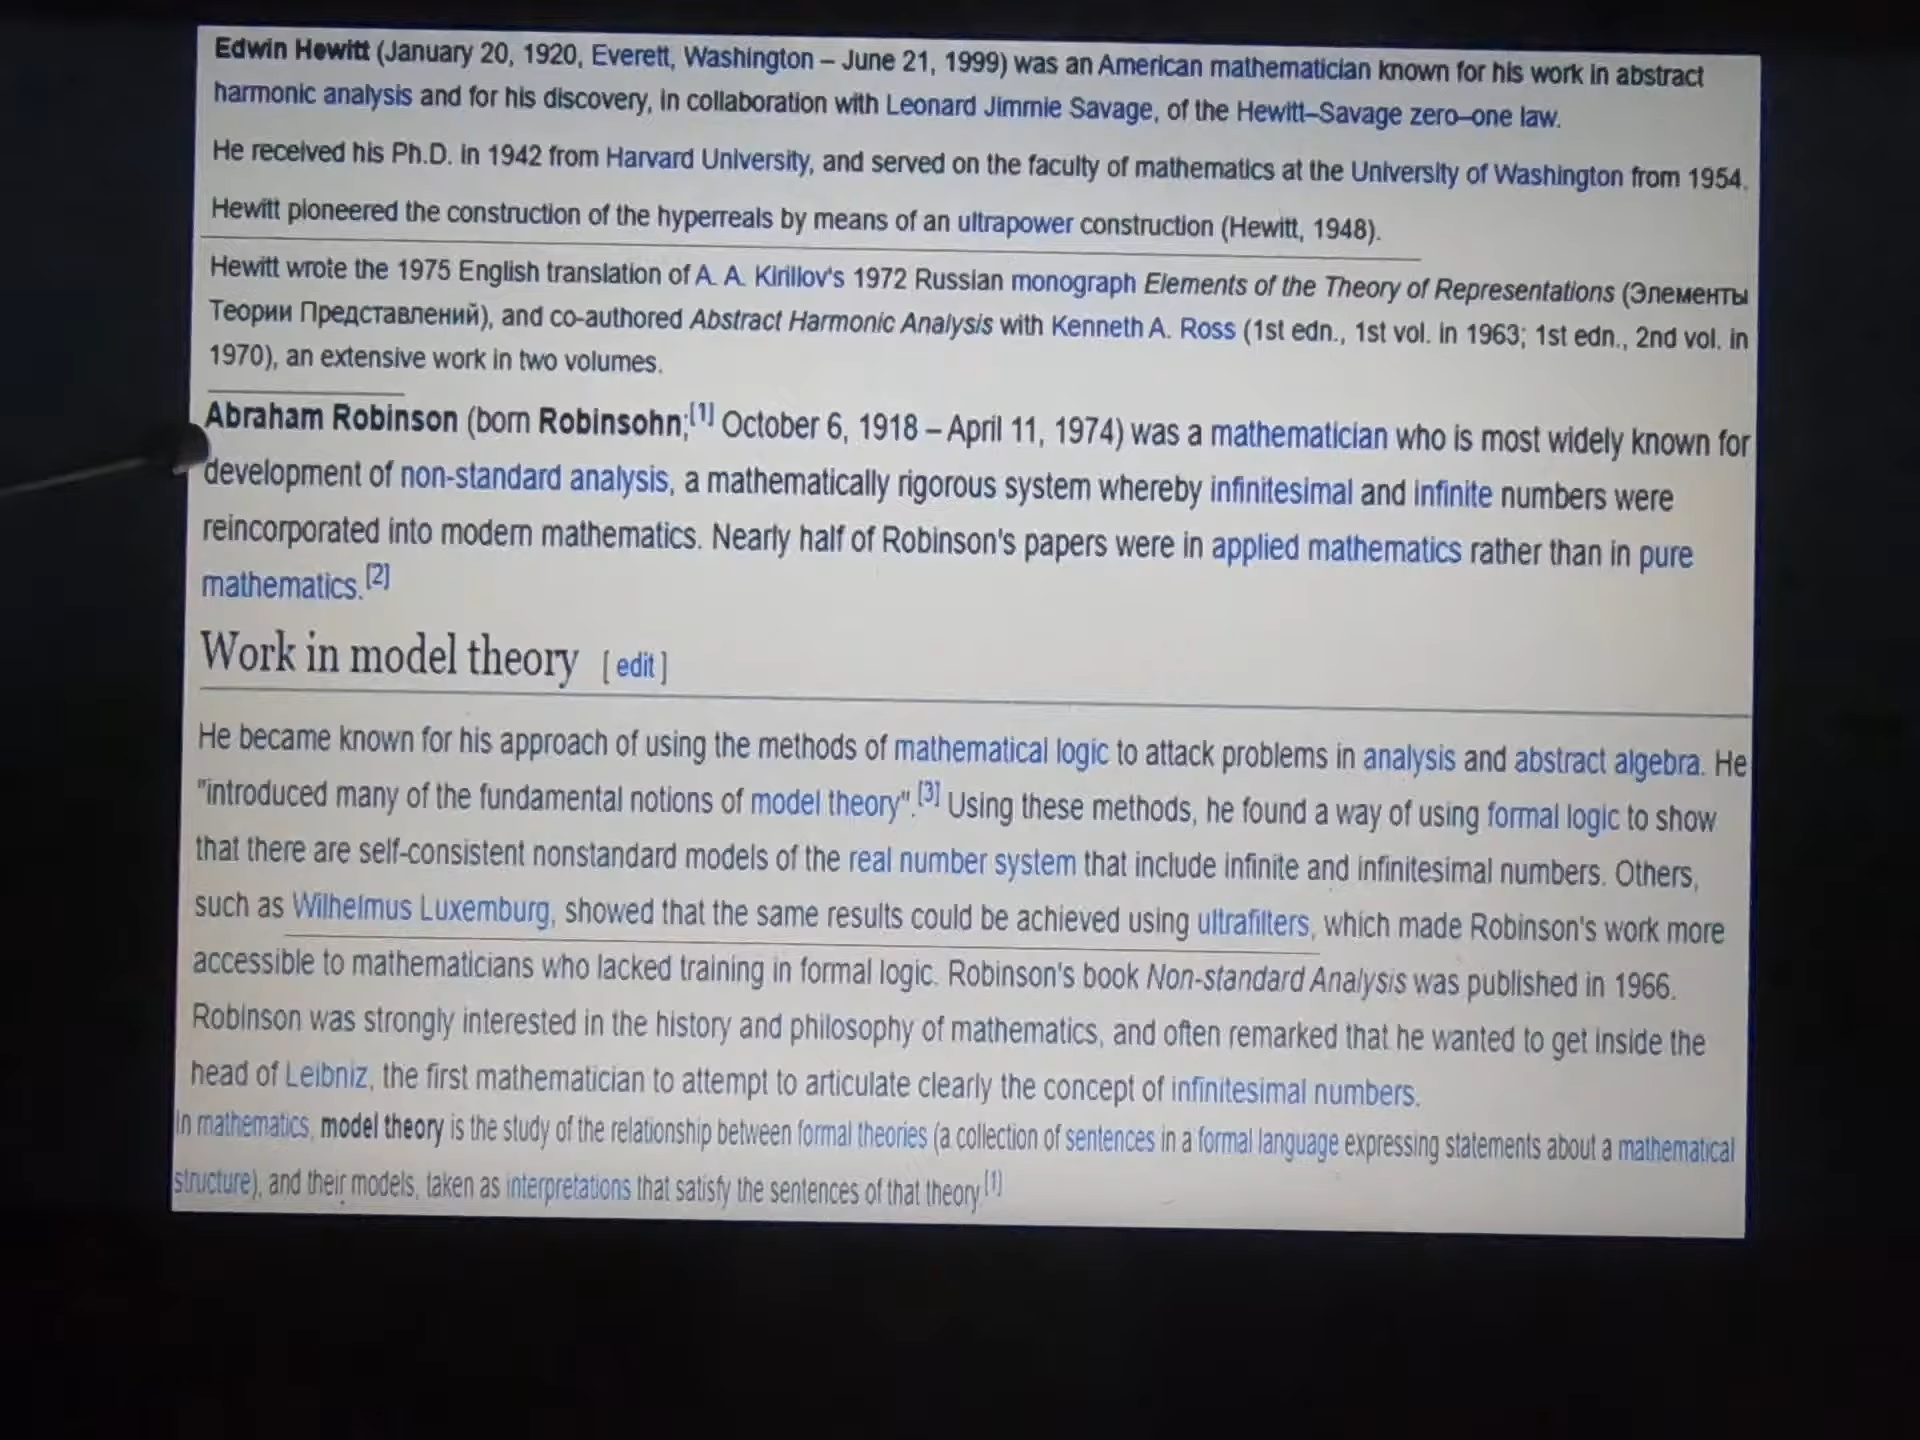 Edwin Hewitt (January 20, 1920, Everett, Washington – June 21, 1999) was an American mathematician known for his work in abstract
harmonic analysis and for his discovery, in collaboration with Leonard Jimmie Savage, of the Hewitt–Savage zero–one law.
He received his Ph.D. in 1942 from Harvard University, and served on the faculty of mathematics at the University of Washington from 1954.
Hewitt pioneered the construction of the hyperreals by means of an ultrapower construction (Hewitt, 1948).
Hewitt wrote the 1975 English translation of A. A. Kirillov's 1972 Russian monograph Elements of the Theory of Representations (Элементы
Теории Представлений), and co-authored Abstract Harmonic Analysis with Kenneth A. Ross (1st edn., 1st vol. in 1963; 1st edn., 2nd vol. in
1970), an extensive work in two volumes.
Abraham Robinson (born Robinsohn;[1] October 6, 1918 – April 11, 1974) was a mathematician who is most widely known for
development of non-standard analysis, a mathematically rigorous system whereby infinitesimal and infinite numbers were
reincorporated into modern mathematics. Nearly half of Robinson's papers were in applied mathematics rather than in pure
mathematics.[2]
Work in model theory [ edit ]
He became known for his approach of using the methods of mathematical logic to attack problems in analysis and abstract algebra. He
"introduced many of the fundamental notions of model theory".[3] Using these methods, he found a way of using formal logic to show
that there are self-consistent nonstandard models of the real number system that include infinite and infinitesimal numbers. Others,
such as Wilhelmus Luxemburg, showed that the same results could be achieved using ultrafilters, which made Robinson's work more
accessible to mathematicians who lacked training in formal logic. Robinson's book Non-standard Analysis was published in 1966.
Robinson was strongly interested in the history and philosophy of mathematics, and often remarked that he wanted to get inside the
head of Leibniz, the first mathematician to attempt to articulate clearly the concept of infinitesimal numbers.
In mathematics, model theory is the study of the relationship between formal theories (a collection of sentences in a formal language expressing statements about a mathematical
structure), and their models, taken as interpretations that satisfy the sentences of that theory.[1]